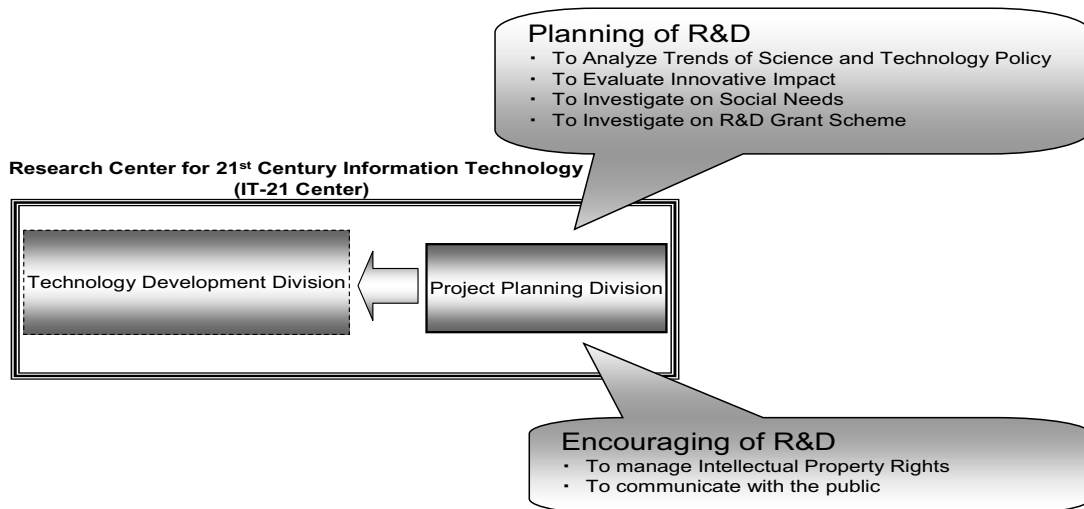 Planning of R&D
・ To Analyze Trends of Science and Technology Policy
・ To Evaluate Innovative Impact
・ To Investigate on Social Needs
・ To Investigate on R&D Grant Scheme
Research Center for 21st Century Information Technology
(IT-21 Center)
Technology Development Division
Project Planning Division
Encouraging of R&D
・ To manage Intellectual Property Rights
・ To communicate with the public